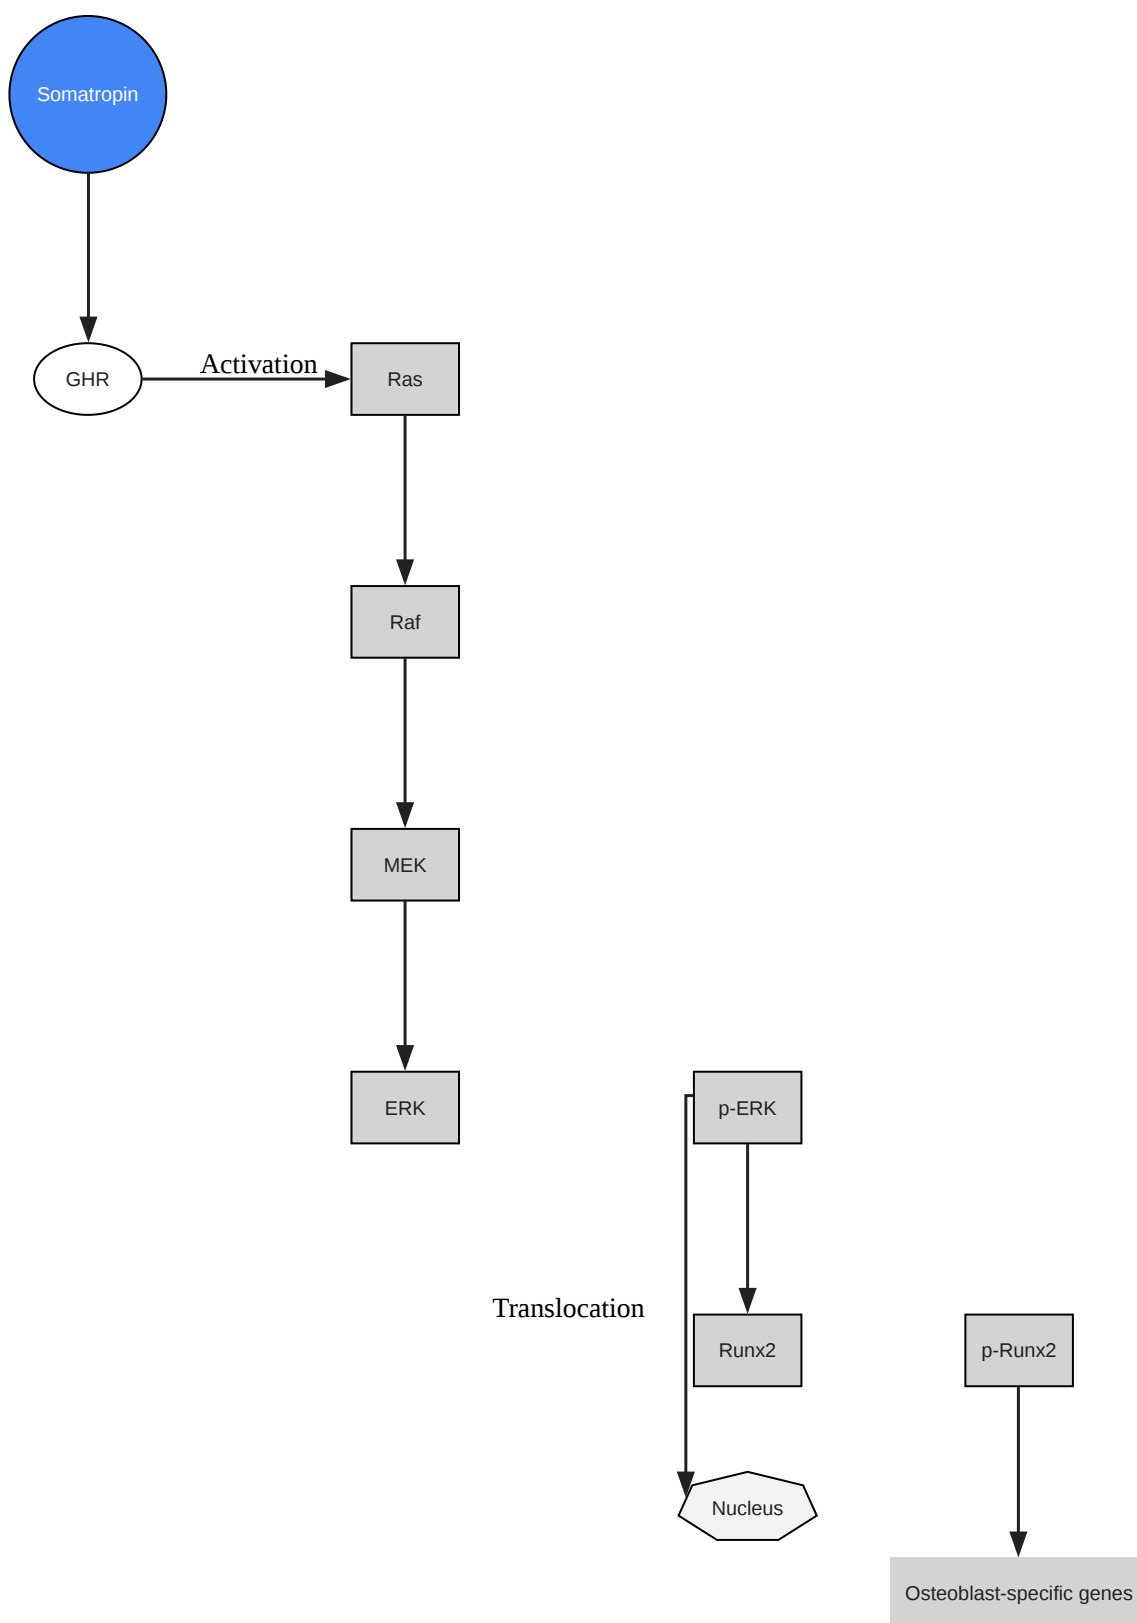 Somatropin
GHR
Activation
Ras
Raf
MEK
ERK
p-ERK
Translocation
Runx2
p-Runx2
Nucleus
Osteoblast-specific genes